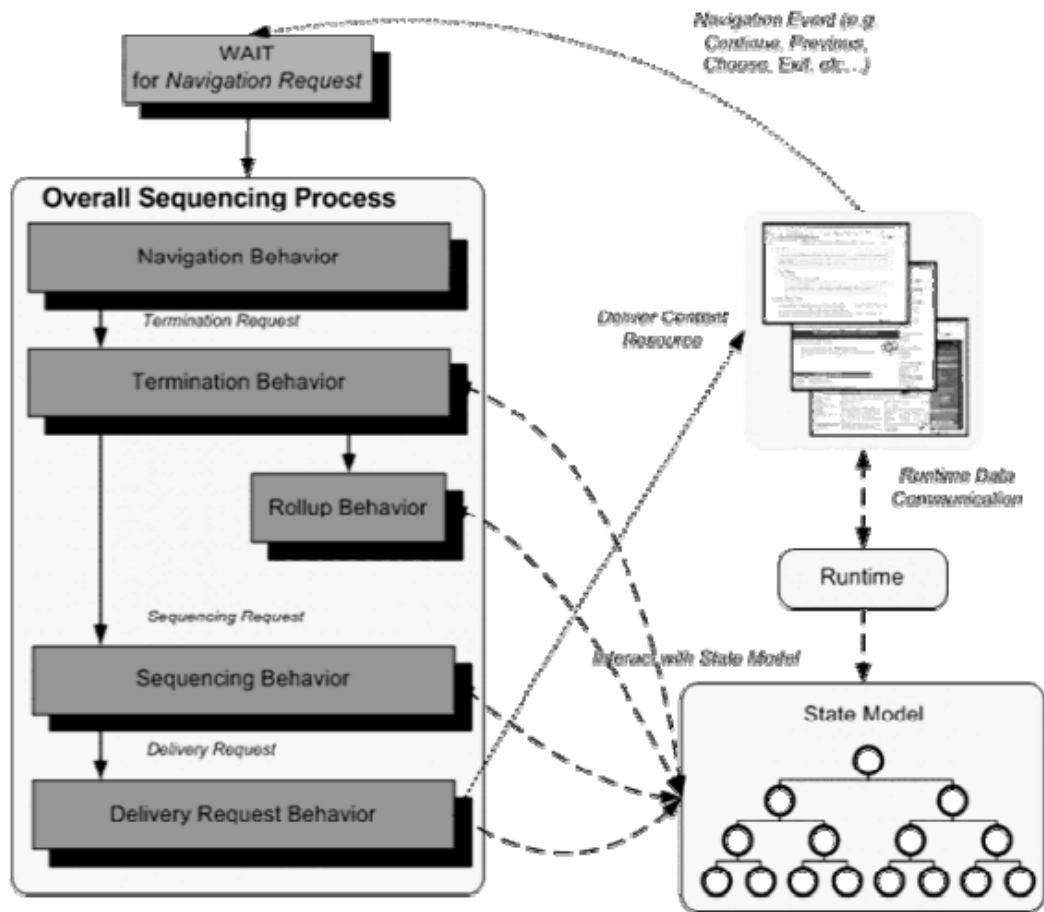 Navigation Event (e.g.
Continue, Previous,
Choose, Exit, etc…)
WAIT
for Navigation Request
Overall Sequencing Process
Navigation Behavior
Termination Request
Termination Behavior
Rollup Behavior
Sequencing Request
Sequencing Behavior
Delivery Request
Delivery Request Behavior
Deliver Content
Resource
Runtime Data
Communication
Runtime
Interact with State Model
State Model